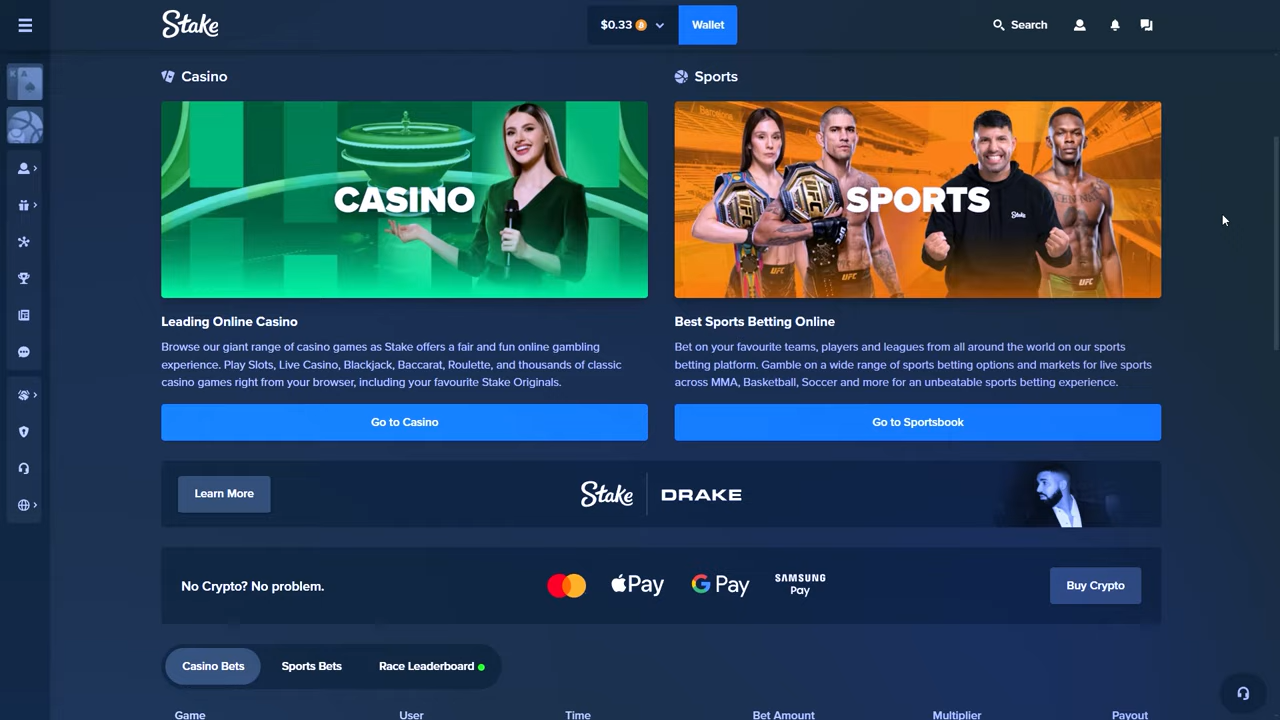 Stake
$0.33
Wallet
Search
K A
Casino
CASINO
Leading Online Casino
Browse our giant range of casino games as Stake offers a fair and fun online gambling
experience. Play Slots, Live Casino, Blackjack, Baccarat, Roulette, and thousands of classic
casino games right from your browser, including your favourite Stake Originals.
Go to Casino
Sports
SPORTS
Stake
UFC
UFC
UFC
Best Sports Betting Online
Bet on your favourite teams, players and leagues from all around the world on our sports
betting platform. Gamble on a wide range of sports betting options and markets for live sports
across MMA, Basketball, Soccer and more for an unbeatable sports betting experience.
Go to Sportsbook
Learn More
Stake DRAKE
No Crypto? No problem.
Pay
G Pay
SAMSUNG
Pay
Buy Crypto
Casino Bets
Sports Bets
Race Leaderboard
Game User Time Bet Amount Multiplier Payout